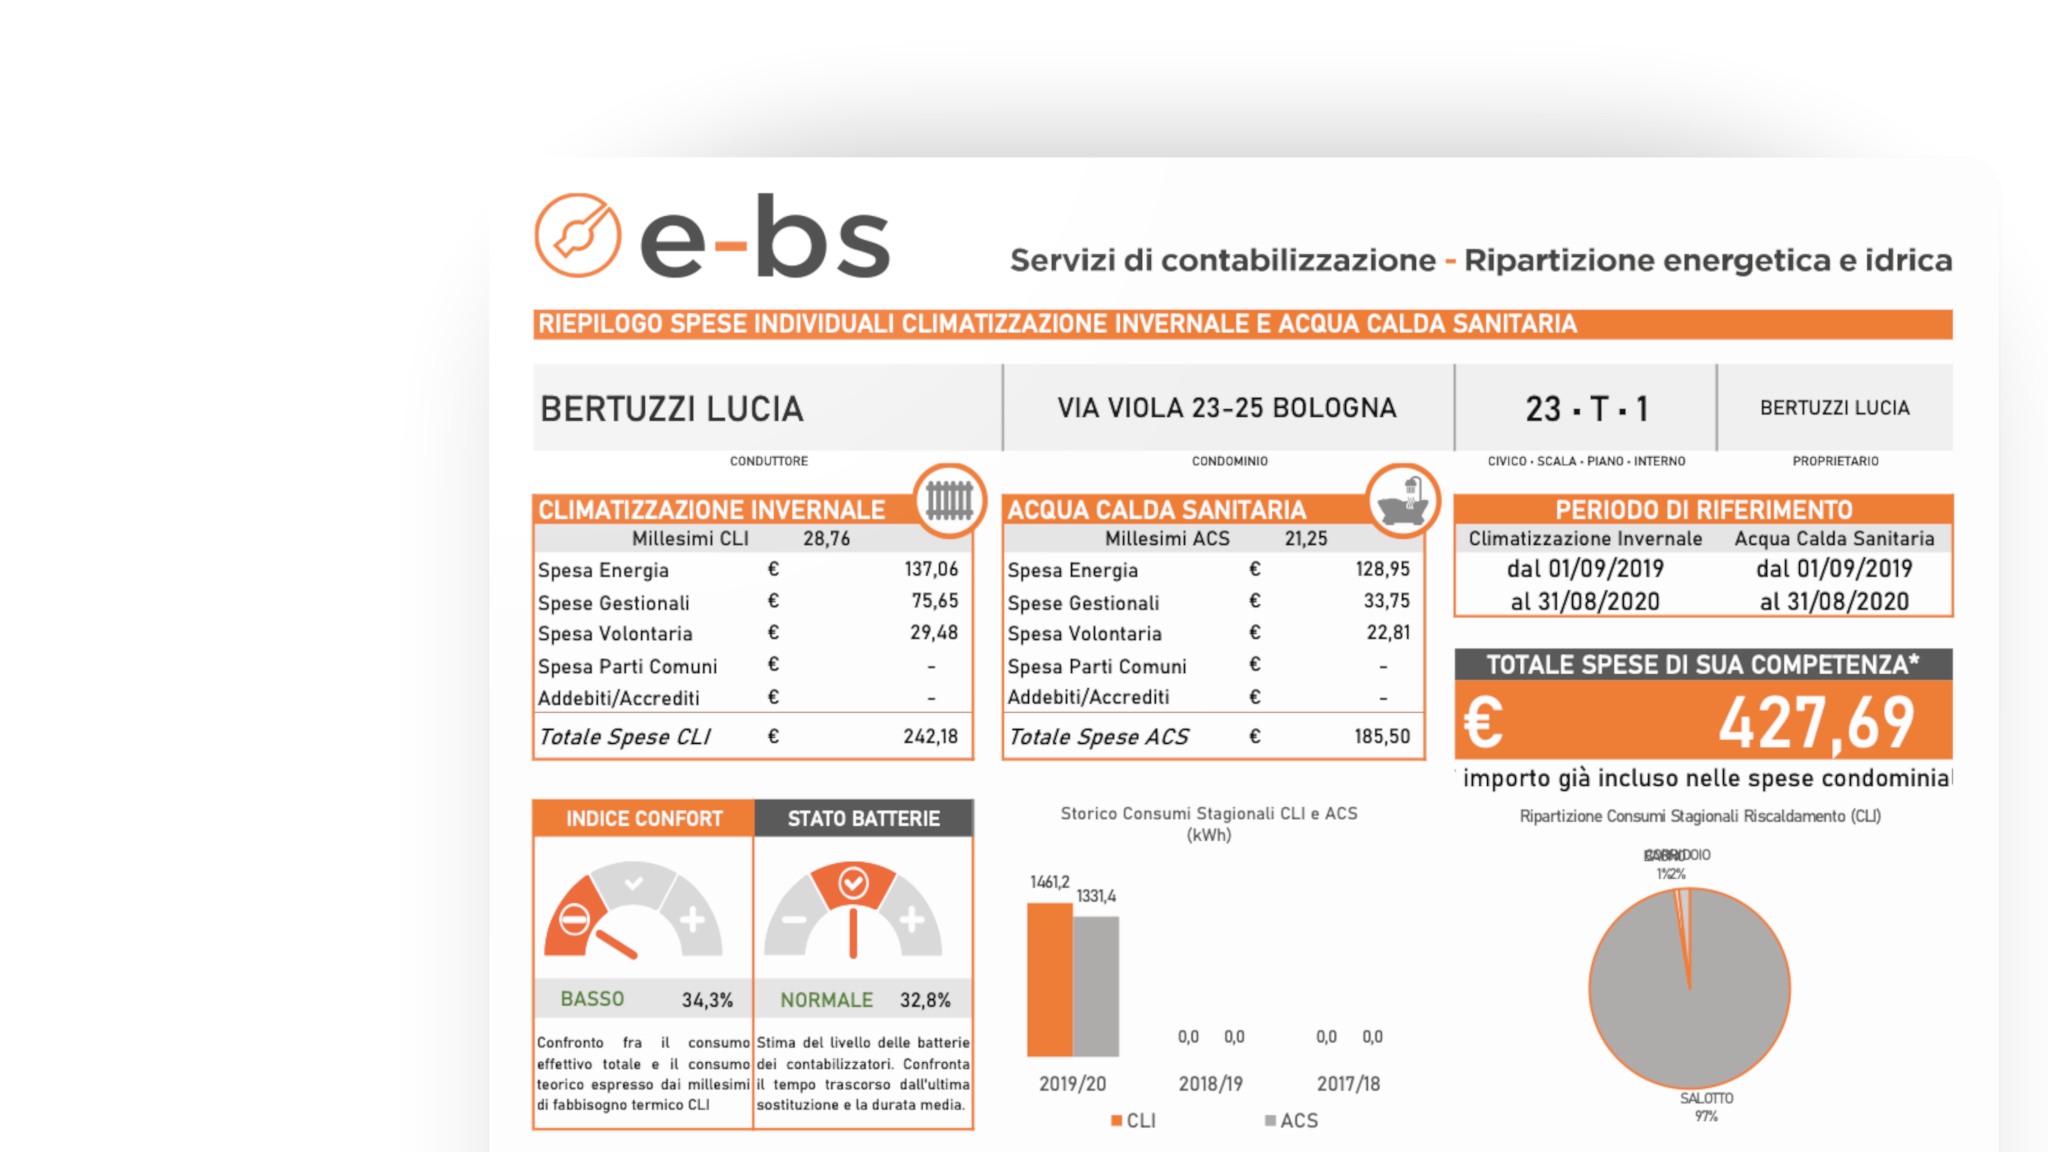 e-bs
Servizi di contabilizzazione - Ripartizione energetica e idrica
RIEPILOGO SPESE INDIVIDUALI CLIMATIZZAZIONE INVERNALE E ACQUA CALDA SANITARIA
BERTUZZI LUCIA
VIA VIOLA 23-25 BOLOGNA
23 · T · 1
BERTUZZI LUCIA
CONDUTTORE
CONDOMINIO
CIVICO · SCALA · PIANO · INTERNO
PROPRIETARIO
CLIMATIZZAZIONE INVERNALE
Millesimi CLI 28,76
Spesa Energia € 137,06
Spese Gestionali € 75,65
Spesa Volontaria € 29,48
Spesa Parti Comuni € -
Addebiti/Accrediti € -
Totale Spese CLI € 242,18
ACQUA CALDA SANITARIA
Millesimi ACS 21,25
Spesa Energia € 128,95
Spese Gestionali € 33,75
Spesa Volontaria € 22,81
Spesa Parti Comuni € -
Addebiti/Accrediti € -
Totale Spese ACS € 185,50
PERIODO DI RIFERIMENTO
Climatizzazione Invernale Acqua Calda Sanitaria
dal 01/09/2019 dal 01/09/2019
al 31/08/2020 al 31/08/2020
TOTALE SPESE DI SUA COMPETENZA*
€ 427,69
importo già incluso nelle spese condominial
INDICE CONFORT
BASSO 34,3%
Confronto fra il consumo
effettivo totale e il consumo
teorico espresso dai millesimi
di fabbisogno termico CLI
STATO BATTERIE
NORMALE 32,8%
Stima del livello delle batterie
dei contabilizzatori. Confronta
il tempo trascorso dall'ultima
sostituzione e la durata media.
Storico Consumi Stagionali CLI e ACS
(kWh)
1461,2
1331,4
0,0 0,0 0,0 0,0
2019/20 2018/19 2017/18
CLI ACS
Ripartizione Consumi Stagionali Riscaldamento (CLI)
CORRIDOIO
1% 2%
SALOTTO
97%